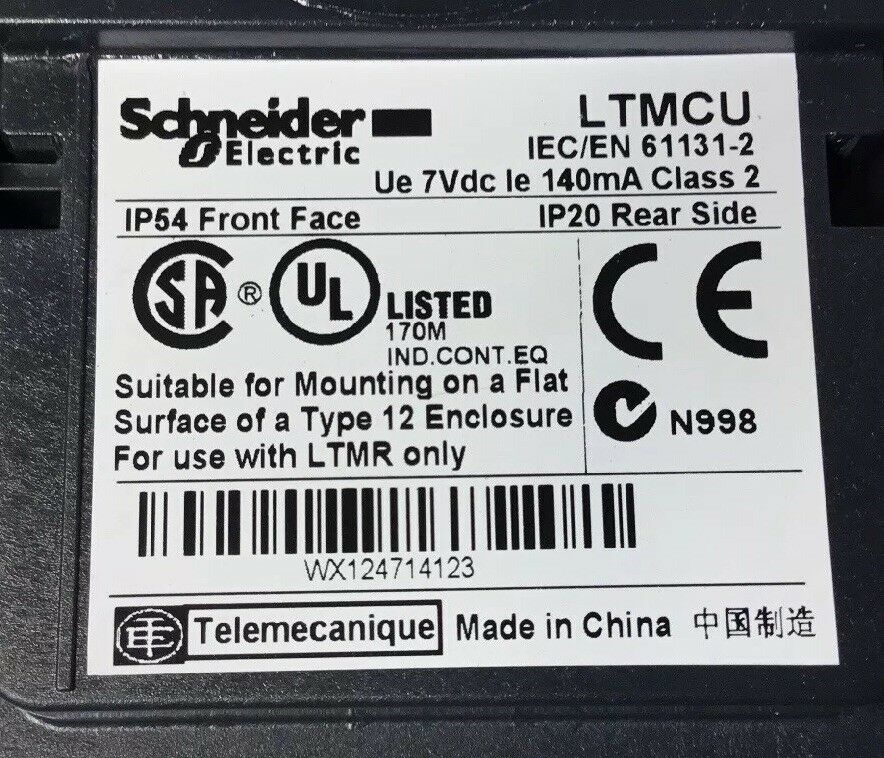 Schneider Electric
LTMCU
IEC/EN 61131-2
Ue 7Vdc Ie 140mA Class 2
IP54 Front Face
IP20 Rear Side
SA ® UL LISTED
170M
IND.CONT.EQ
CE
N998
Suitable for Mounting on a Flat
Surface of a Type 12 Enclosure
For use with LTMR only
WX124714123
TE Telemecanique Made in China 中国制造